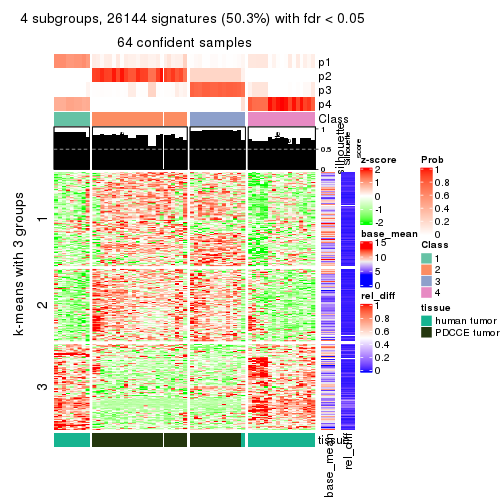 4 subgroups, 26144 signatures (50.3%) with fdr < 0.05
64 confident samples
p1
p2
p3
p4
Class
1
0.5
0
silhouette
Silhouette
score
k-means with 3 groups
1
2
3
tissue
base_mean
rel_diff
z-score
2
1
0
-1
-2
base_mean
15
10
5
0
rel_diff
1
0.8
0.6
0.4
0.2
0
Prob
1
0.8
0.6
0.4
0.2
0
Class
1
2
3
4
tissue
human tumor
PDCCE tumor